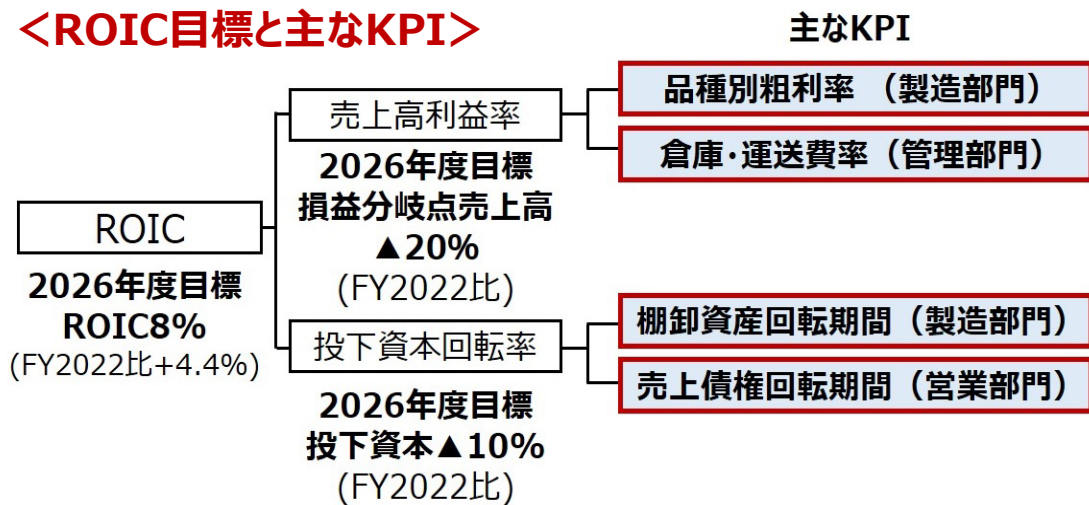 ＜ROIC目標と主なKPI＞
主なKPI
ROIC
2026年度目標
ROIC8%
(FY2022比+4.4%)
売上高利益率
2026年度目標
損益分岐点売上高
▲20%
(FY2022比)
品種別粗利率 （製造部門）
倉庫・運送費率（管理部門）
投下資本回転率
2026年度目標
投下資本▲10%
(FY2022比)
棚卸資産回転期間（製造部門）
売上債権回転期間（営業部門）